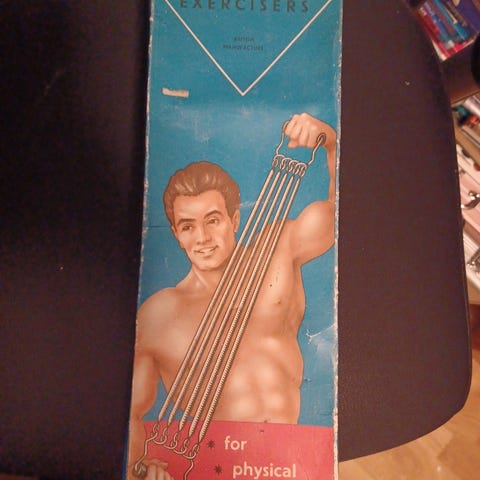 EXERCISERS
BRITISH
MANUFACTURE
* for
* physical